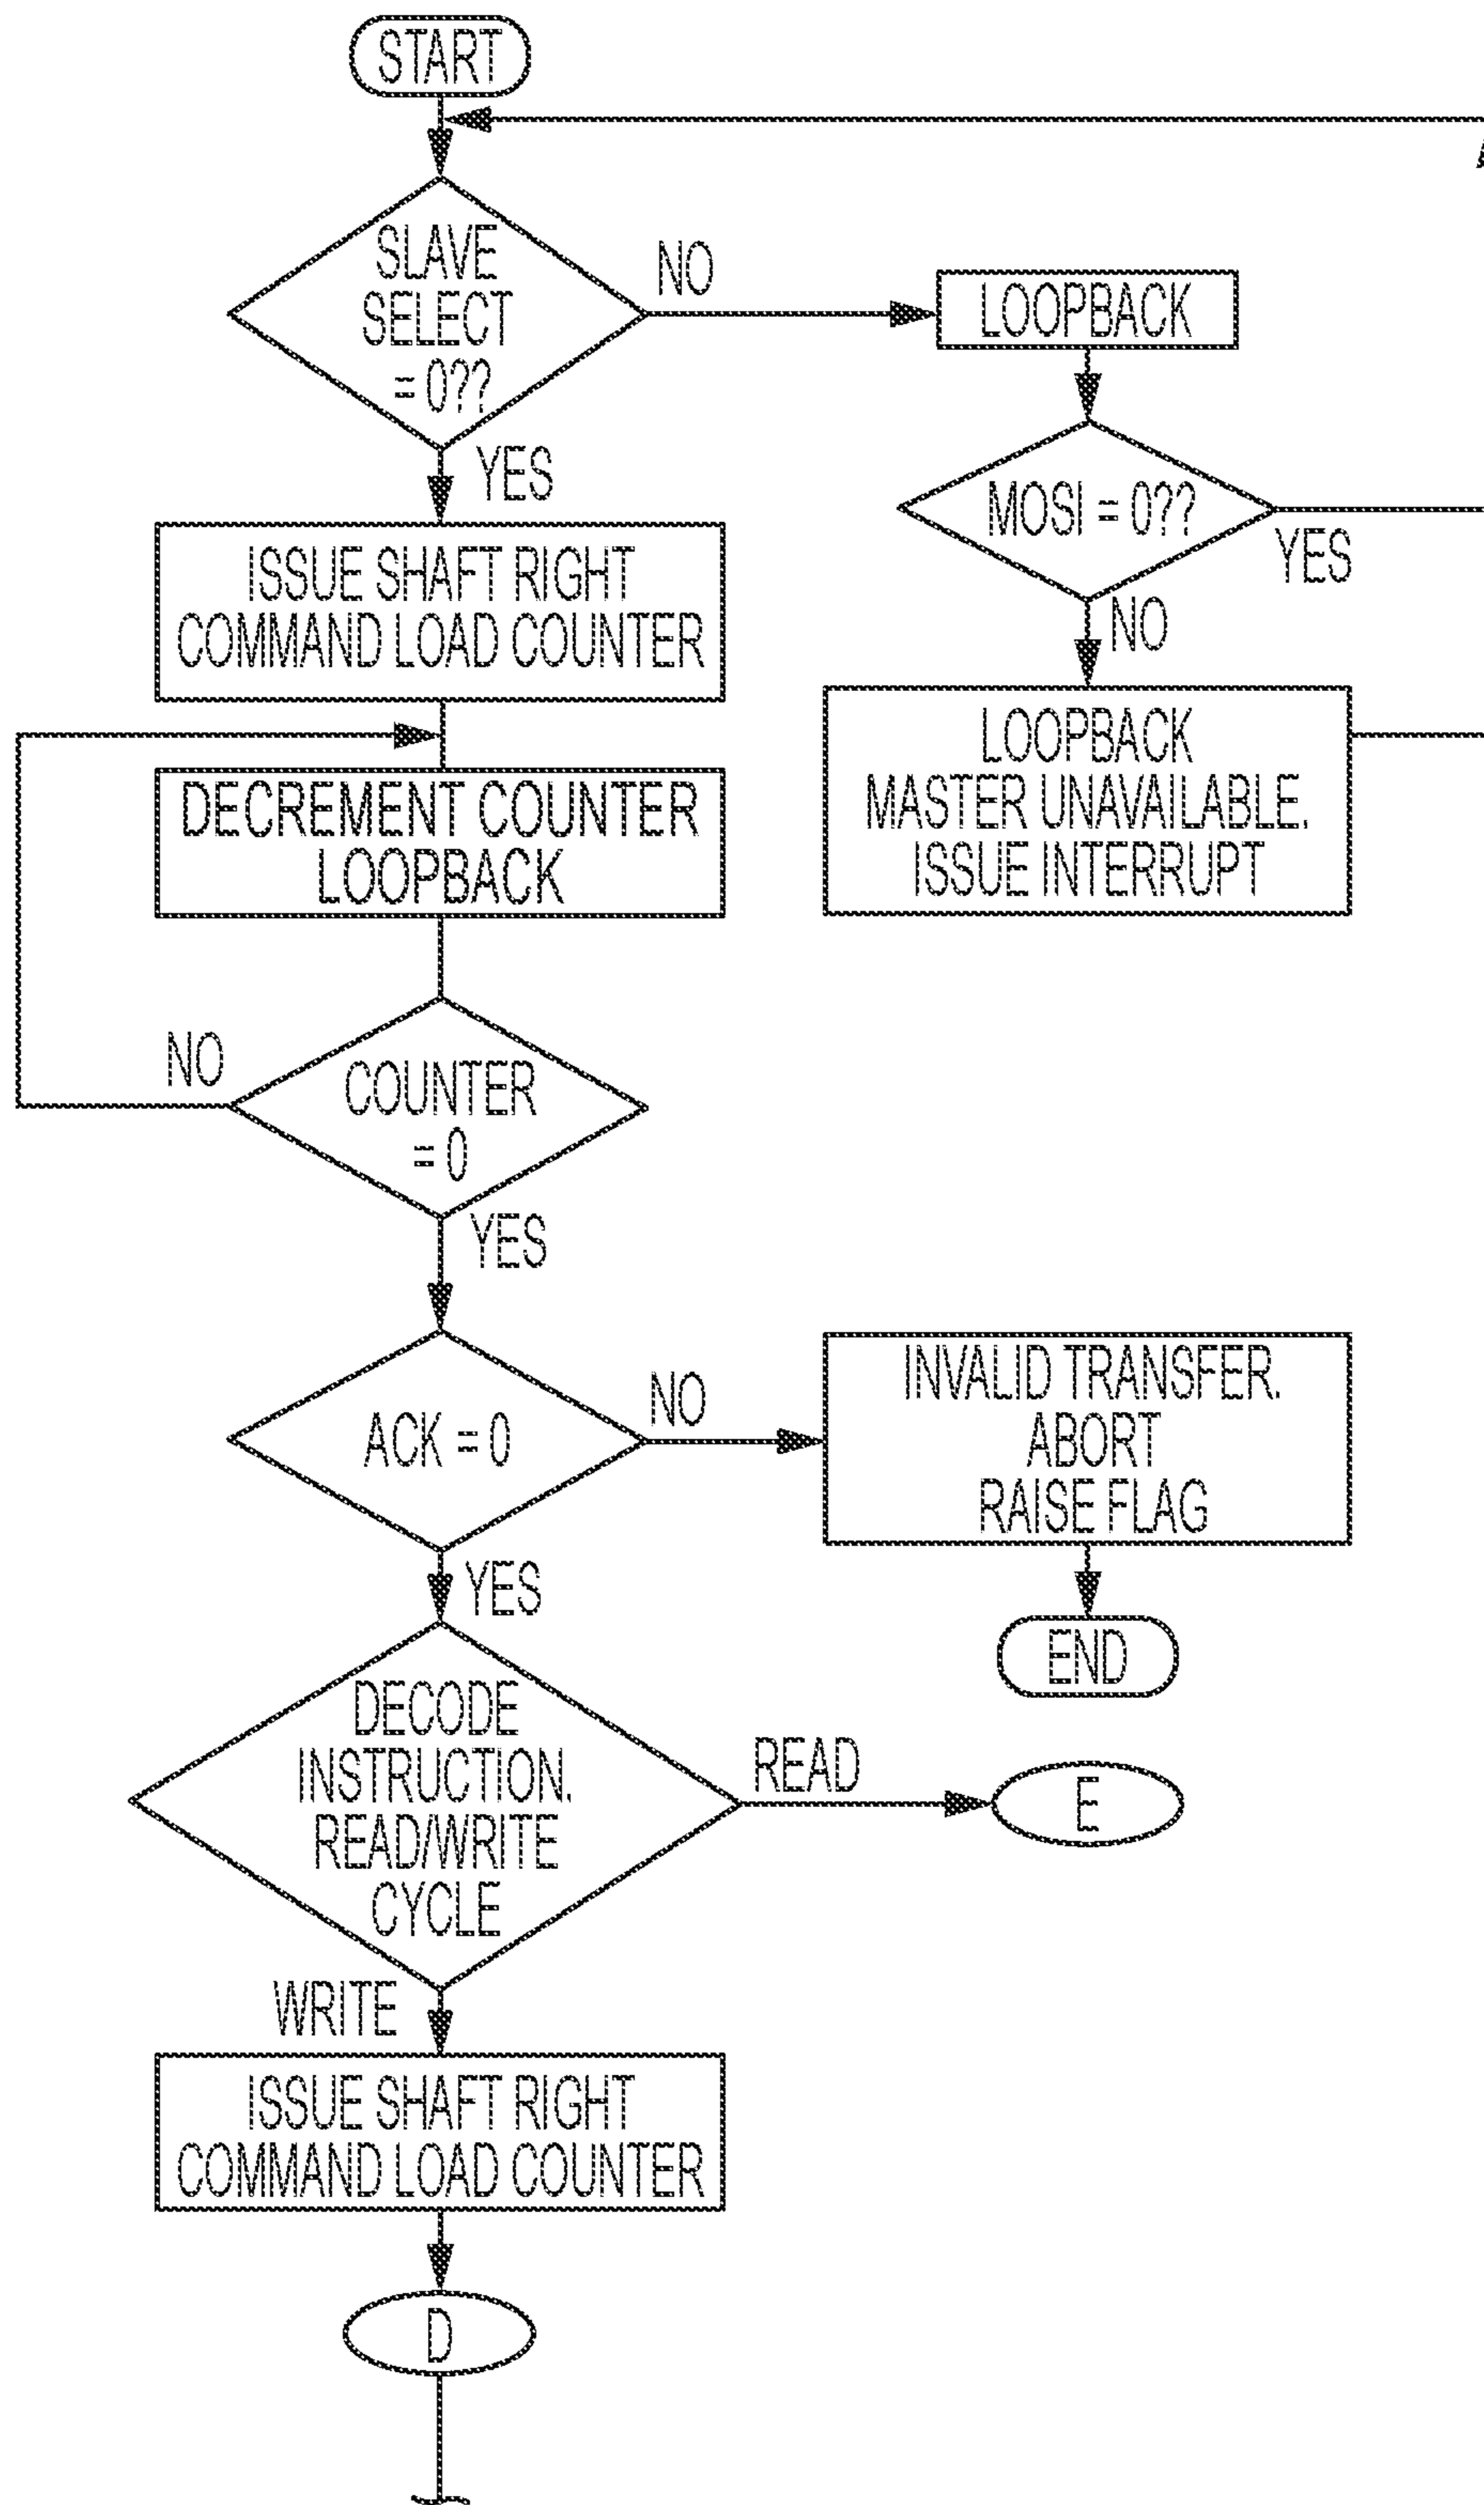 START
SLAVE
SELECT
= 0??
NO
LOOPBACK
YES
MOSI = 0??
YES
NO
ISSUE SHAFT RIGHT
COMMAND LOAD COUNTER
LOOPBACK
MASTER UNAVAILABLE.
ISSUE INTERRUPT
DECREMENT COUNTER
LOOPBACK
NO
COUNTER
= 0
YES
ACK = 0
NO
INVALID TRANSFER.
ABORT
RAISE FLAG
YES
END
DECODE
INSTRUCTION.
READ/WRITE
CYCLE
READ
E
WRITE
ISSUE SHAFT RIGHT
COMMAND LOAD COUNTER
D